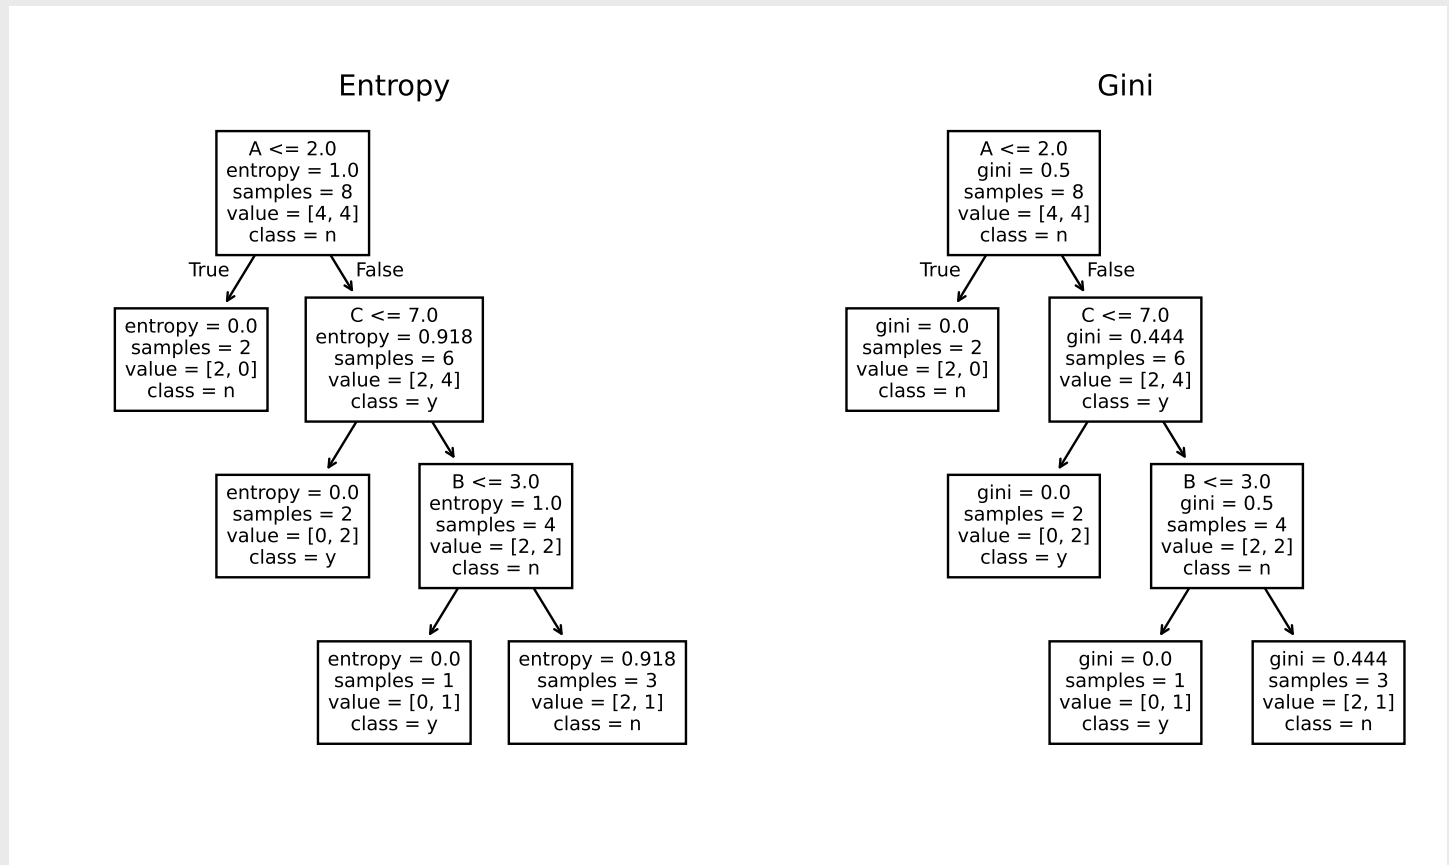 Entropy
A <= 2.0
entropy = 1.0
samples = 8
value = [4, 4]
class = n
True
False
entropy = 0.0
samples = 2
value = [2, 0]
class = n
C <= 7.0
entropy = 0.918
samples = 6
value = [2, 4]
class = y
entropy = 0.0
samples = 2
value = [0, 2]
class = y
B <= 3.0
entropy = 1.0
samples = 4
value = [2, 2]
class = n
entropy = 0.0
samples = 1
value = [0, 1]
class = y
entropy = 0.918
samples = 3
value = [2, 1]
class = n
Gini
A <= 2.0
gini = 0.5
samples = 8
value = [4, 4]
class = n
True
False
gini = 0.0
samples = 2
value = [2, 0]
class = n
C <= 7.0
gini = 0.444
samples = 6
value = [2, 4]
class = y
gini = 0.0
samples = 2
value = [0, 2]
class = y
B <= 3.0
gini = 0.5
samples = 4
value = [2, 2]
class = n
gini = 0.0
samples = 1
value = [0, 1]
class = y
gini = 0.444
samples = 3
value = [2, 1]
class = n